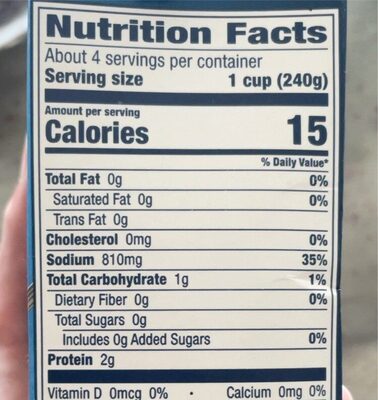 Nutrition Facts
About 4 servings per container
Serving size 1 cup (240g)
Amount per serving
Calories 15
% Daily Value*
Total Fat 0g 0%
Saturated Fat 0g 0%
Trans Fat 0g
Cholesterol 0mg 0%
Sodium 810mg 35%
Total Carbohydrate 1g 1%
Dietary Fiber 0g 0%
Total Sugars 0g
Includes 0g Added Sugars 0%
Protein 2g
Vitamin D 0mcg 0% • Calcium 0mg 0%